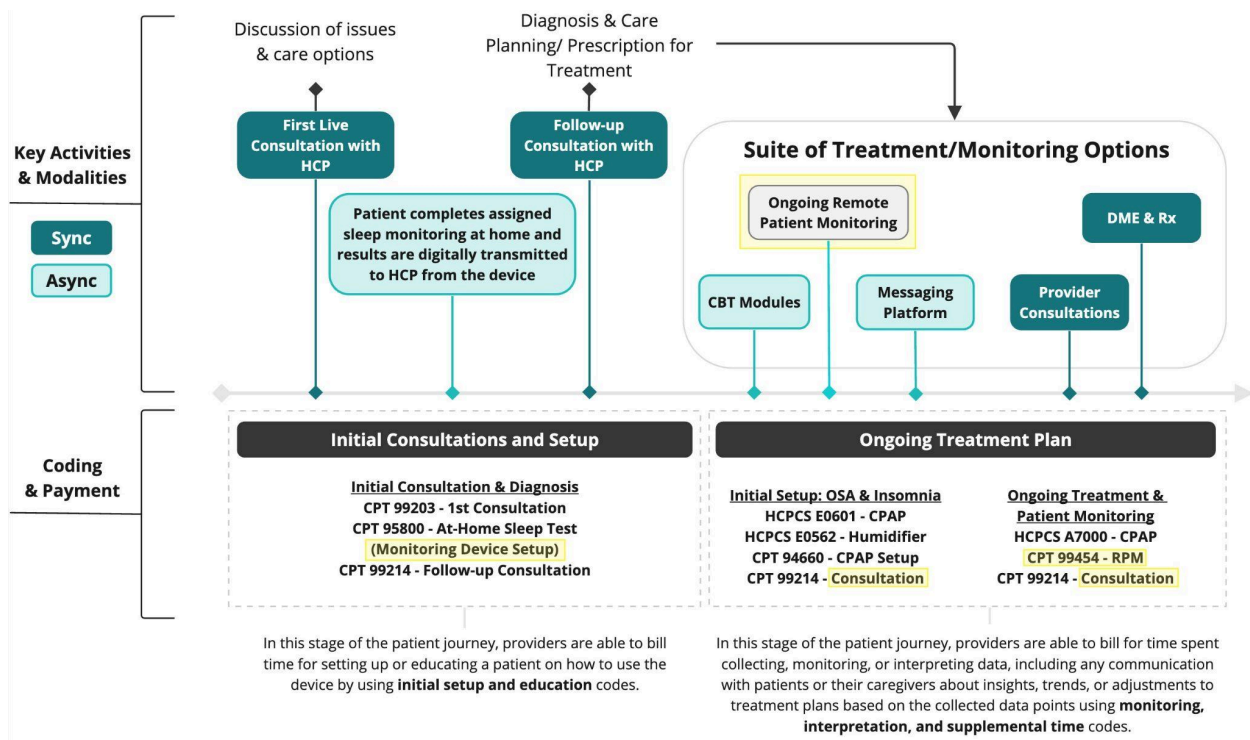 Discussion of issues
& care options
Diagnosis & Care
Planning/ Prescription for
Treatment
Key Activities
& Modalities
Sync
Async
First Live
Consultation with
HCP
Follow-up
Consultation with
HCP
Patient completes assigned
sleep monitoring at home and
results are digitally transmitted
to HCP from the device
Suite of Treatment/Monitoring Options
Ongoing Remote
Patient Monitoring
DME & Rx
CBT Modules
Messaging
Platform
Provider
Consultations
Coding
& Payment
Initial Consultations and Setup
Initial Consultation & Diagnosis
CPT 99203 - 1st Consultation
CPT 95800 - At-Home Sleep Test
(Monitoring Device Setup)
CPT 99214 - Follow-up Consultation
Ongoing Treatment Plan
Initial Setup: OSA & Insomnia
HCPCS E0601 - CPAP
HCPCS E0562 - Humidifier
CPT 94660 - CPAP Setup
CPT 99214 - Consultation
Ongoing Treatment &
Patient Monitoring
HCPCS A7000 - CPAP
CPT 99454 - RPM
CPT 99214 - Consultation
In this stage of the patient journey, providers are able to bill
time for setting up or educating a patient on how to use the
device by using initial setup and education codes.
In this stage of the patient journey, providers are able to bill for time spent
collecting, monitoring, or interpreting data, including any communication
with patients or their caregivers about insights, trends, or adjustments to
treatment plans based on the collected data points using monitoring,
interpretation, and supplemental time codes.